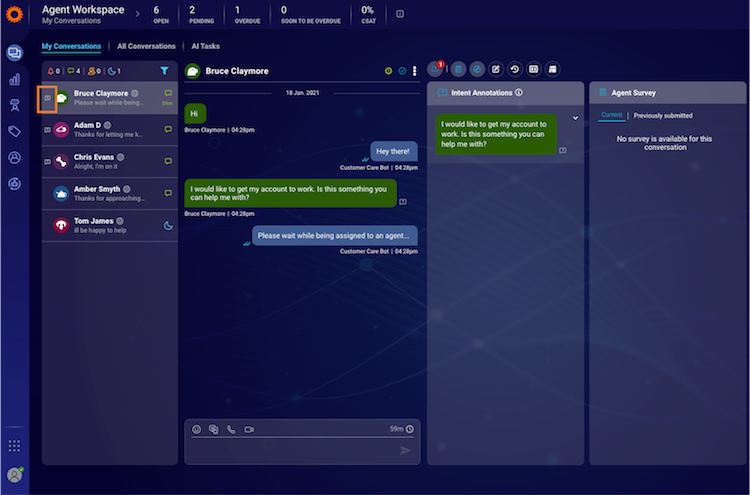 Agent Workspace
My Conversations
6
OPEN
2
PENDING
1
OVERDUE
0
SOON TO BE OVERDUE
0%
CSAT
My Conversations
All Conversations
AI Tasks
0 4 0 1
Bruce Claymore
Please wait while being...
59m
Adam D
Thanks for letting me k...
Chris Evans
Alright, I'm on it
Amber Smyth
Thanks for approaching...
Tom James
ill be happy to help
Bruce Claymore
18 Jan. 2021
Hi
Bruce Claymore | 04:28pm
Hey there!
Customer Care Bot | 04:28pm
I would like to get my account to work. Is this something you
can help me with?
Bruce Claymore | 04:28pm
Please wait while being assigned to an agent...
Customer Care Bot | 04:28pm
59m
1
Intent Annotations
I would like to get my account to
work. Is this something you can
help me with?
Agent Survey
Current | Previously submitted
No survey is available for this
conversation